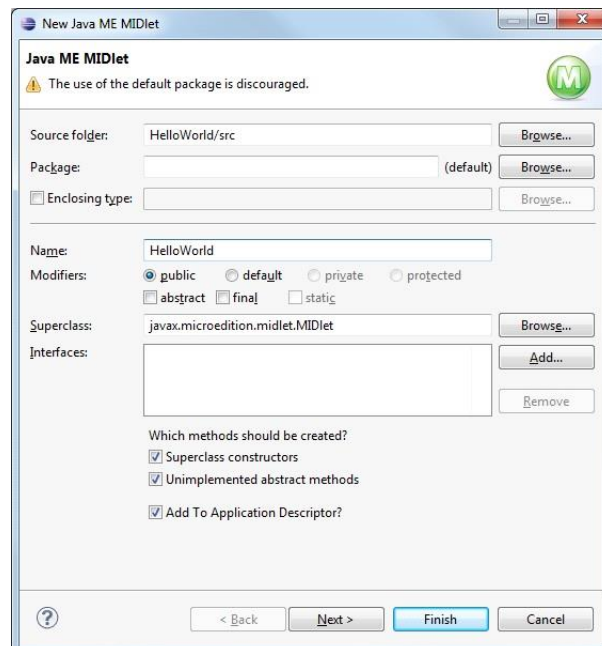 New Java ME MIDlet
Java ME MIDlet
The use of the default package is discouraged.
M
Source folder: HelloWorld/src Browse...
Package: (default) Browse...
Enclosing type: Browse...
Name: HelloWorld
Modifiers: public default private protected
abstract final static
Superclass: javax.microedition.midlet.MIDlet Browse...
Interfaces: Add...
Remove
Which methods should be created?
Superclass constructors
Unimplemented abstract methods
Add To Application Descriptor?
? < Back Next > Finish Cancel